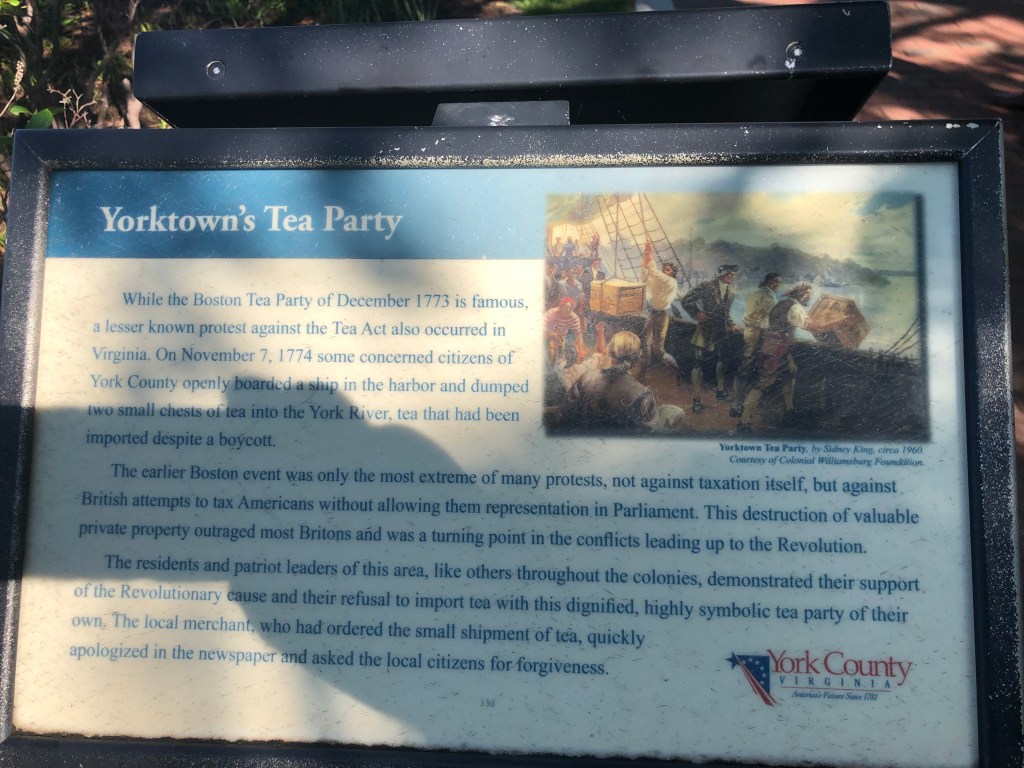 Yorktown's Tea Party
While the Boston Tea Party of December 1773 is famous,
a lesser known protest against the Tea Act also occurred in
Virginia. On November 7, 1774 some concerned citizens of
York County openly boarded a ship in the harbor and dumped
two small chests of tea into the York River, tea that had been
imported despite a boycott.
Yorktown Tea Party, by Sidney King, circa 1960.
Courtesy of Colonial Williamsburg Foundation.
The earlier Boston event was only the most extreme of many protests, not against taxation itself, but against
British attempts to tax Americans without allowing them representation in Parliament. This destruction of valuable
private property outraged most Britons and was a turning point in the conflicts leading up to the Revolution.
The residents and patriot leaders of this area, like others throughout the colonies, demonstrated their support
of the Revolutionary cause and their refusal to import tea with this dignified, highly symbolic tea party of their
own. The local merchant, who had ordered the small shipment of tea, quickly
apologized in the newspaper and asked the local citizens for forgiveness.
York County
VIRGINIA
America's Future Since 1781
13d